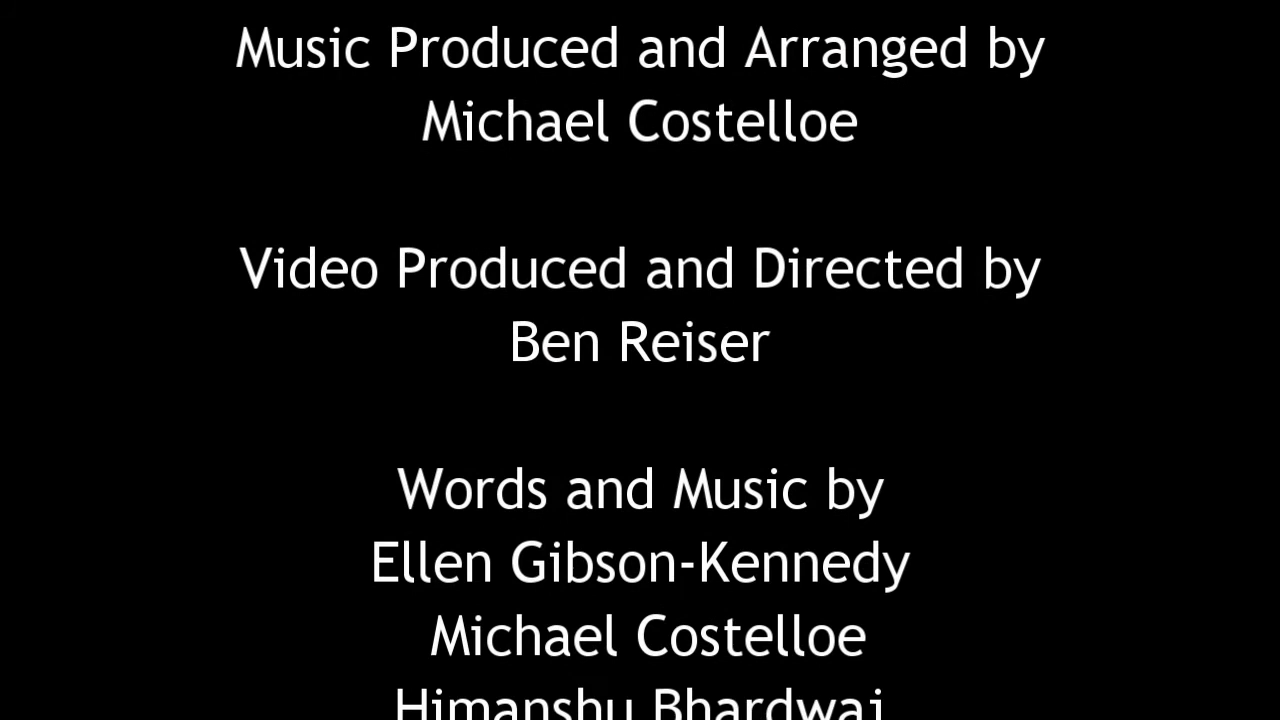 Music Produced and Arranged by
Michael Costelloe
Video Produced and Directed by
Ben Reiser
Words and Music by
Ellen Gibson-Kennedy
Michael Costelloe
Himanshu Bhardwaj